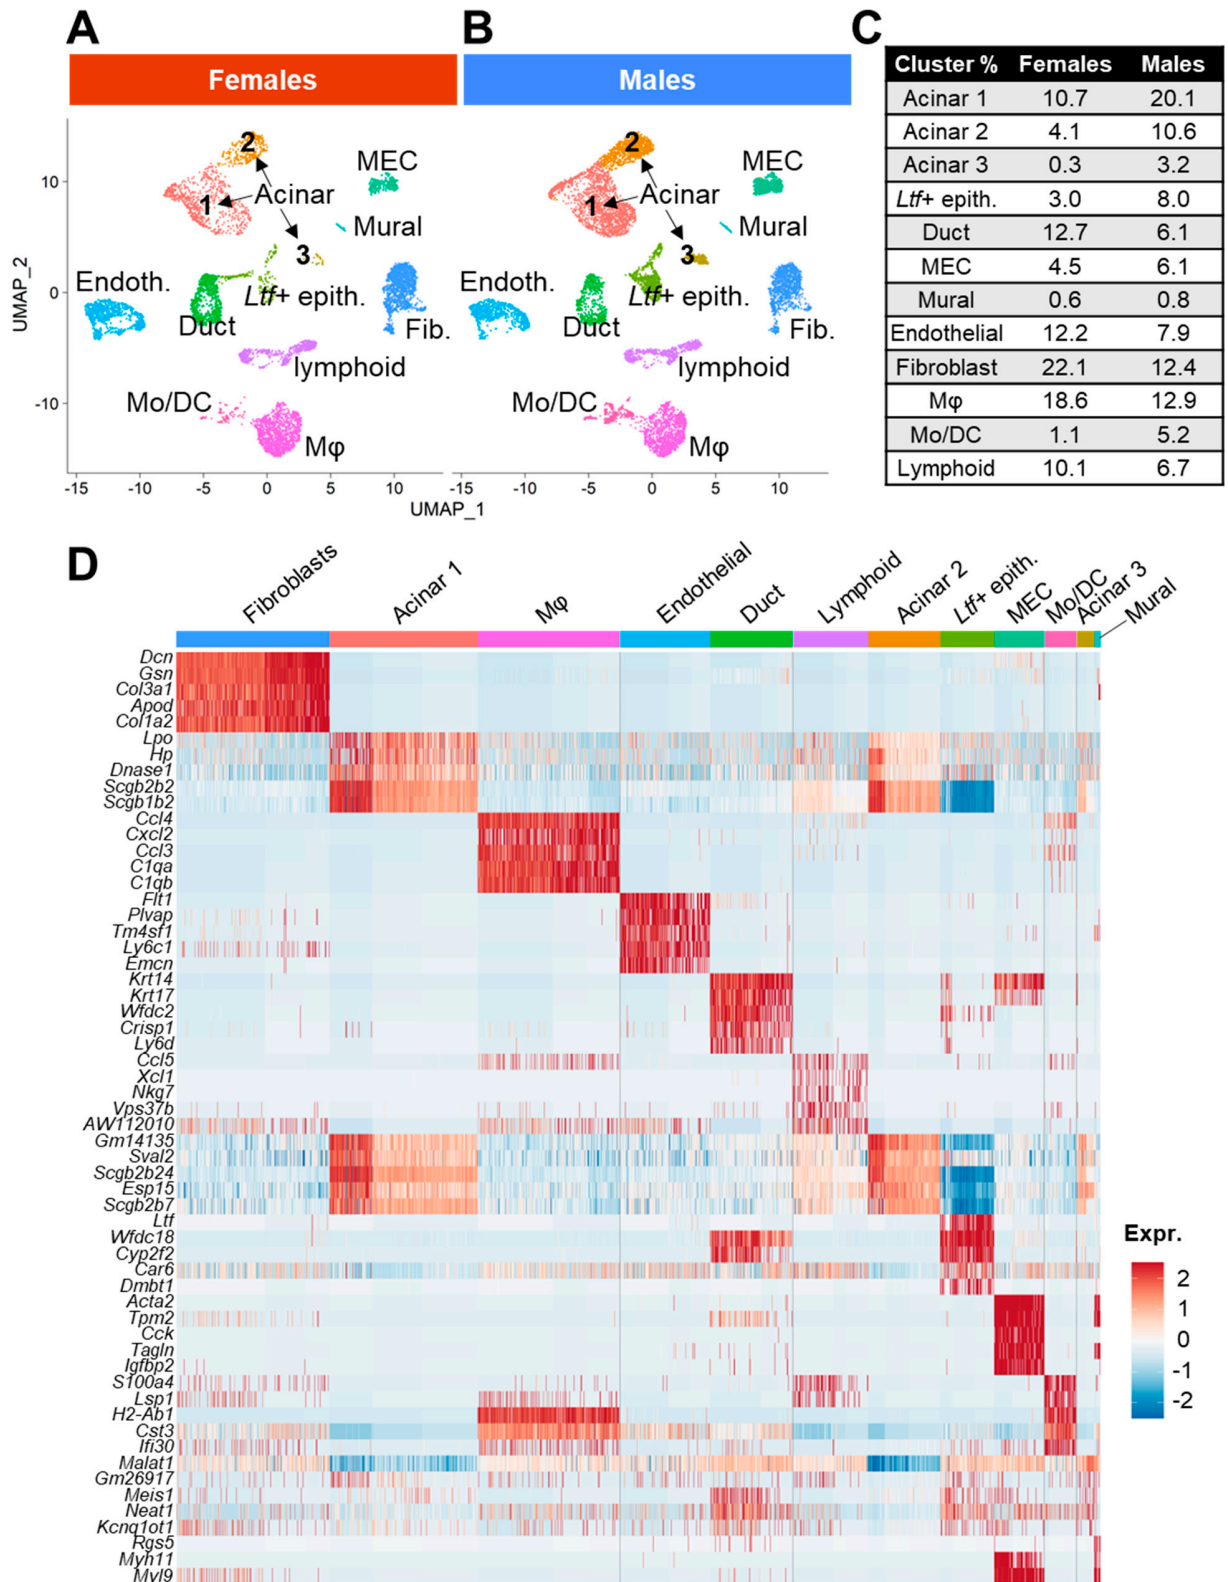 A
B
C
Females
Males
2
1
Acinar
3
MEC
Mural
Endoth.
Duct
Ltf+ epith.
Fib.
lymphoid
Mo/DC
Mφ
2
1
Acinar
3
MEC
Mural
Endoth.
Duct
Ltf+ epith.
Fib.
lymphoid
Mo/DC
Mφ
UMAP_2
10
0
-10
-15 -10 -5 0 5 10
-15 -10 -5 0 5 10
UMAP_1
Cluster % Females Males
Acinar 1 10.7 20.1
Acinar 2 4.1 10.6
Acinar 3 0.3 3.2
Ltf+ epith. 3.0 8.0
Duct 12.7 6.1
MEC 4.5 6.1
Mural 0.6 0.8
Endothelial 12.2 7.9
Fibroblast 22.1 12.4
Mφ 18.6 12.9
Mo/DC 1.1 5.2
Lymphoid 10.1 6.7
D
Fibroblasts
Acinar 1
Mφ
Endothelial
Duct
Lymphoid
Acinar 2
Ltf+ epith.
MEC
Mo/DC
Acinar 3
Mural
Dcn
Gsn
Col3a1
Apod
Col1a2
Lpo
Hp
Dnase1
Scgb2b2
Scgb1b2
Ccl4
Cxcl2
Ccl3
C1qa
C1qb
Flt1
Plvap
Tm4sf1
Ly6c1
Emcn
Krt14
Krt17
Wfdc2
Crisp1
Ly6d
Ccl5
Xcl1
Nkg7
Vps37b
AW112010
Gm14135
Sval2
Scgb2b24
Esp15
Scgb2b7
Ltf
Wfdc18
Cyp2f2
Car6
Dmbt1
Acta2
Tpm2
Cck
Tagln
Igfbp2
S100a4
Lsp1
H2-Ab1
Cst3
Ifi30
Malat1
Gm26917
Meis1
Neat1
Kcnq1ot1
Rgs5
Myh11
Myl9
Expr.
2
1
0
-1
-2